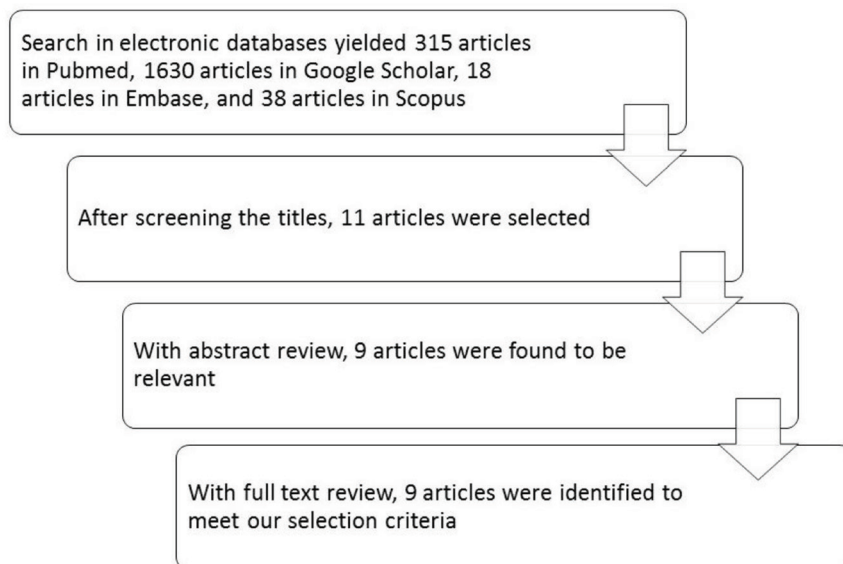 Search in electronic databases yielded 315 articles
in Pubmed, 1630 articles in Google Scholar, 18
articles in Embase, and 38 articles in Scopus
After screening the titles, 11 articles were selected
With abstract review, 9 articles were found to be
relevant
With full text review, 9 articles were identified to
meet our selection criteria